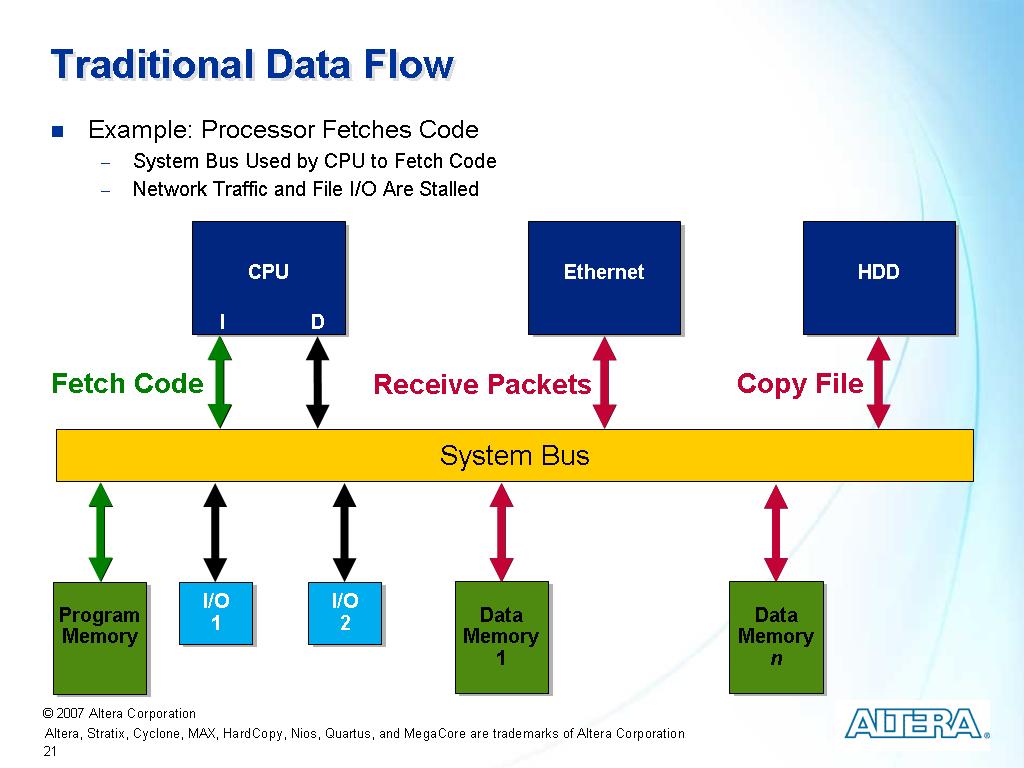 Traditional Data Flow
Example: Processor Fetches Code
– System Bus Used by CPU to Fetch Code
– Network Traffic and File I/O Are Stalled
CPU
I D
Ethernet
HDD
Fetch Code
Receive Packets
Copy File
System Bus
Program
Memory
I/O
1
I/O
2
Data
Memory
1
Data
Memory
n
© 2007 Altera Corporation
Altera, Stratix, Cyclone, MAX, HardCopy, Nios, Quartus, and MegaCore are trademarks of Altera Corporation
21
ALTERA®